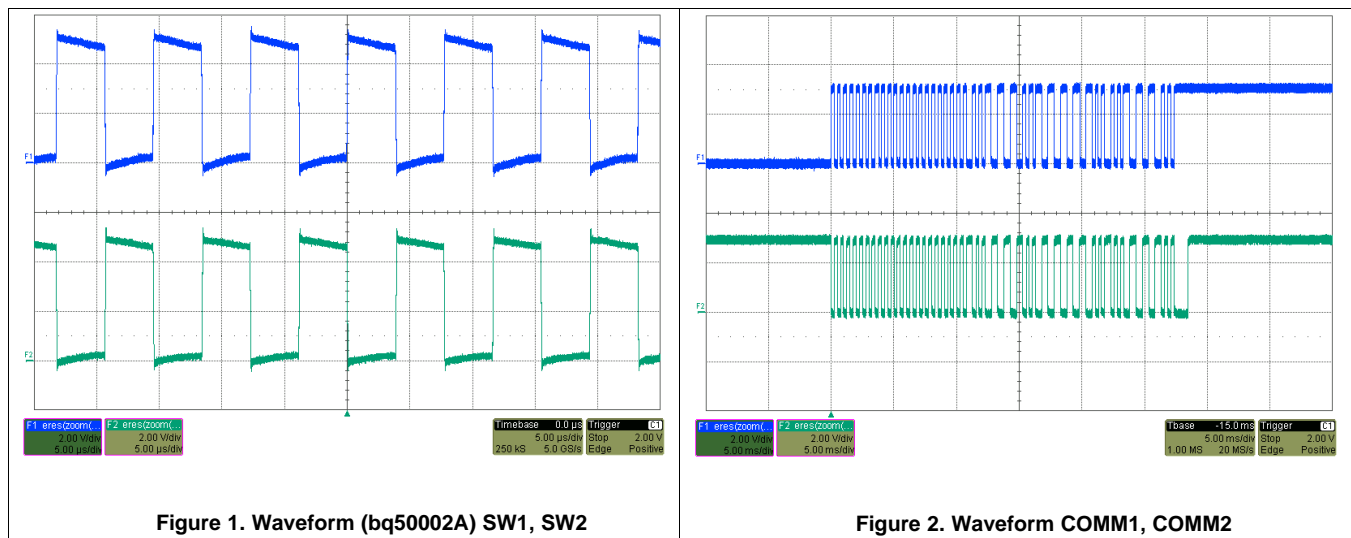 F1
F2
F1 eres(zoom(...
2.00 V/div
5.00 µs/div
F2 eres(zoom(...
2.00 V/div
5.00 µs/div
Timebase 0.0 µs
5.00 µs/div
250 kS 5.0 GS/s
Trigger C1
Stop 2.00 V
Edge Positive
Figure 1. Waveform (bq50002A) SW1, SW2
F1
F2
F1 eres(zoom(...
2.00 V/div
5.00 ms/div
F2 eres(zoom(...
2.00 V/div
5.00 ms/div
Tbase -15.0 ms
5.00 ms/div
1.00 MS 20 MS/s
Trigger C1
Stop 2.00 V
Edge Positive
Figure 2. Waveform COMM1, COMM2